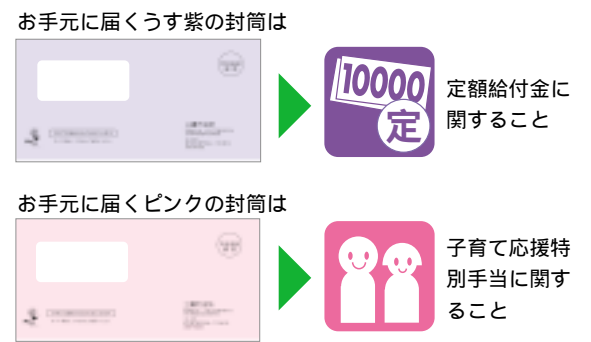 お手元に届くうす紫の封筒は
10000
定
定額給付金に
関すること
お手元に届くピンクの封筒は
子育て応援特
別手当に関す
ること